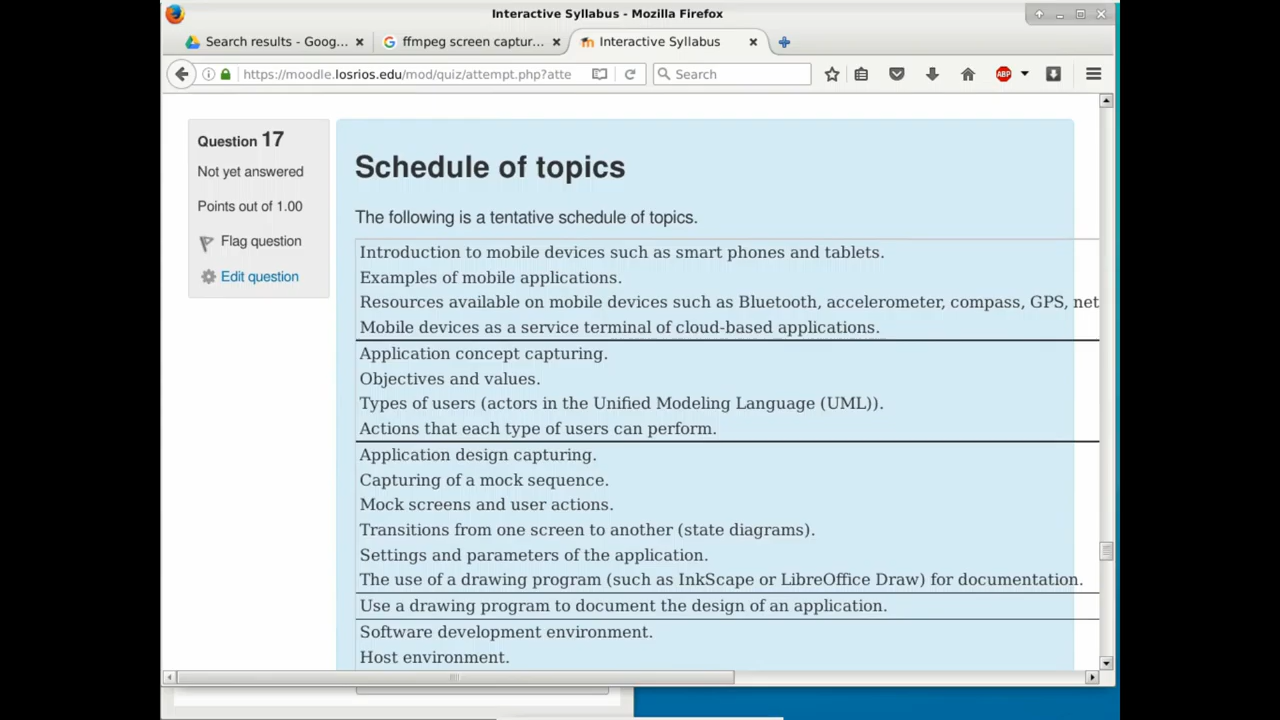 Interactive Syllabus - Mozilla Firefox
Search results - Goog...
ffmpeg screen captur...
Interactive Syllabus
https://moodle.losrios.edu/mod/quiz/attempt.php?atte
Search
ABP
Question 17
Not yet answered
Points out of 1.00
Flag question
Edit question
Schedule of topics
The following is a tentative schedule of topics.
Introduction to mobile devices such as smart phones and tablets.
Examples of mobile applications.
Resources available on mobile devices such as Bluetooth, accelerometer, compass, GPS, net
Mobile devices as a service terminal of cloud-based applications.
Application concept capturing.
Objectives and values.
Types of users (actors in the Unified Modeling Language (UML)).
Actions that each type of users can perform.
Application design capturing.
Capturing of a mock sequence.
Mock screens and user actions.
Transitions from one screen to another (state diagrams).
Settings and parameters of the application.
The use of a drawing program (such as InkScape or LibreOffice Draw) for documentation.
Use a drawing program to document the design of an application.
Software development environment.
Host environment.